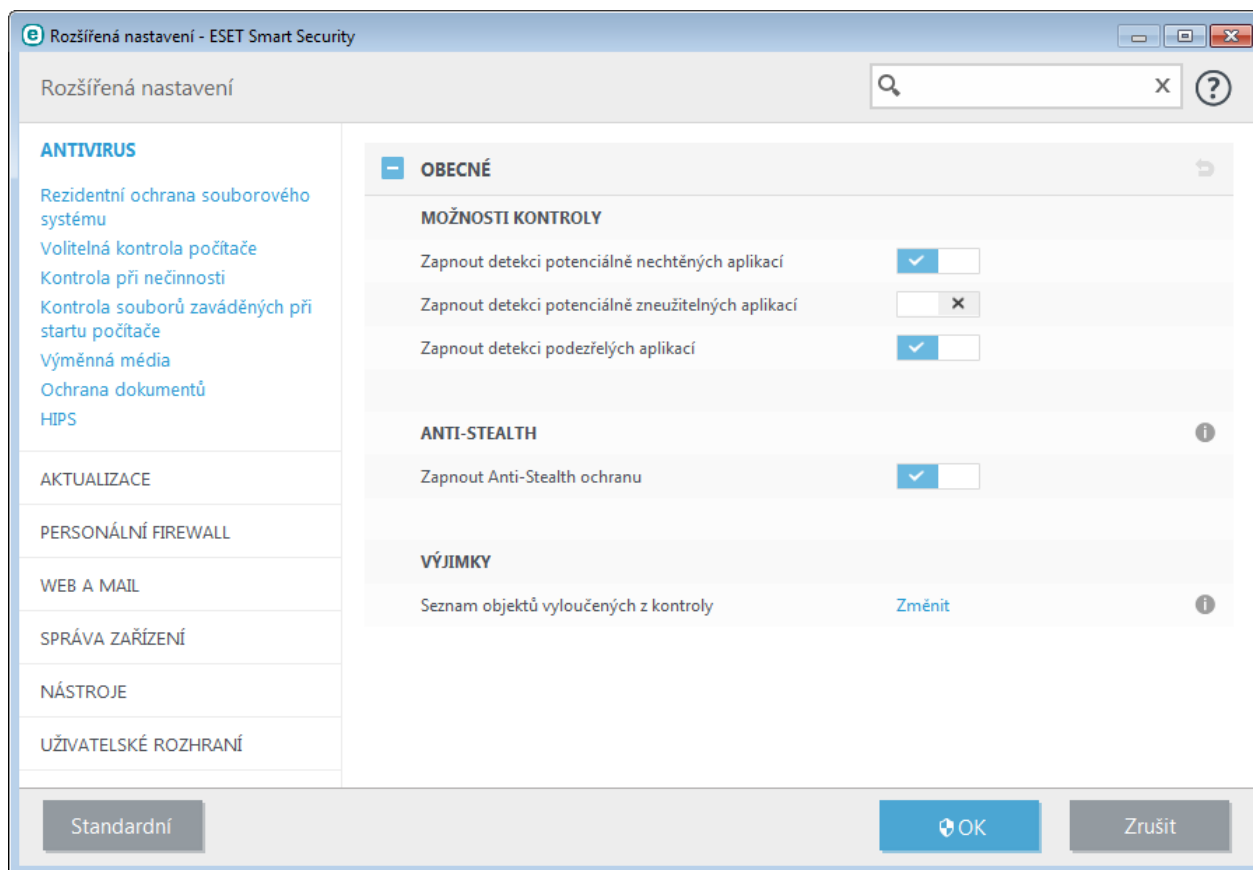 Rozšířená nastavení - ESET Smart Security
Rozšířená nastavení
ANTIVIRUS
Rezidentní ochrana souborového
systému
Volitelná kontrola počítače
Kontrola při nečinnosti
Kontrola souborů zaváděných při
startu počítače
Výměnná média
Ochrana dokumentů
HIPS
AKTUALIZACE
PERSONÁLNÍ FIREWALL
WEB A MAIL
SPRÁVA ZAŘÍZENÍ
NÁSTROJE
UŽIVATELSKÉ ROZHRANÍ
OBECNÉ
MOŽNOSTI KONTROLY
Zapnout detekci potenciálně nechtěných aplikací
Zapnout detekci potenciálně zneužitelných aplikací
Zapnout detekci podezřelých aplikací
ANTI-STEALTH
Zapnout Anti-Stealth ochranu
VÝJIMKY
Seznam objektů vyloučených z kontroly Změnit
Standardní OK Zrušit